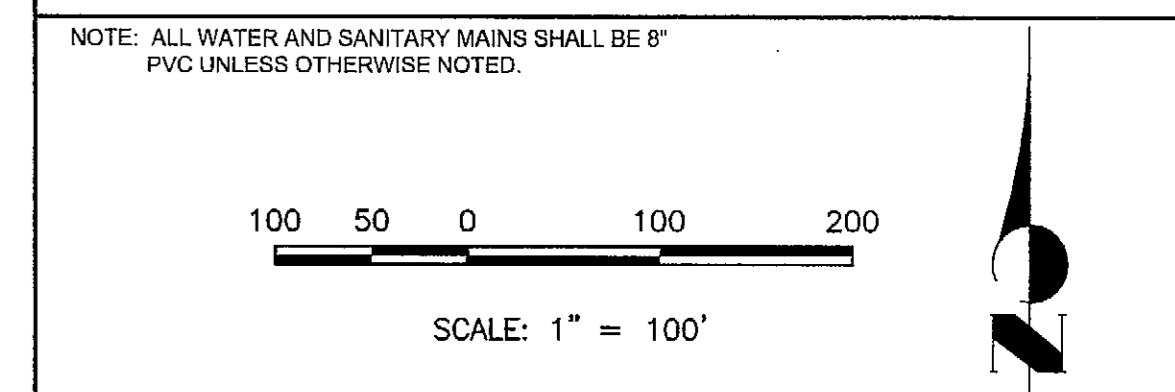 NOTE: ALL WATER AND SANITARY MAINS SHALL BE 8"
PVC UNLESS OTHERWISE NOTED.
100 50 0 100 200
SCALE: 1" = 100'
N